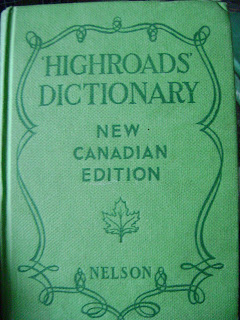 'HIGHROADS'
DICTIONARY
NEW
CANADIAN
EDITION
NELSON